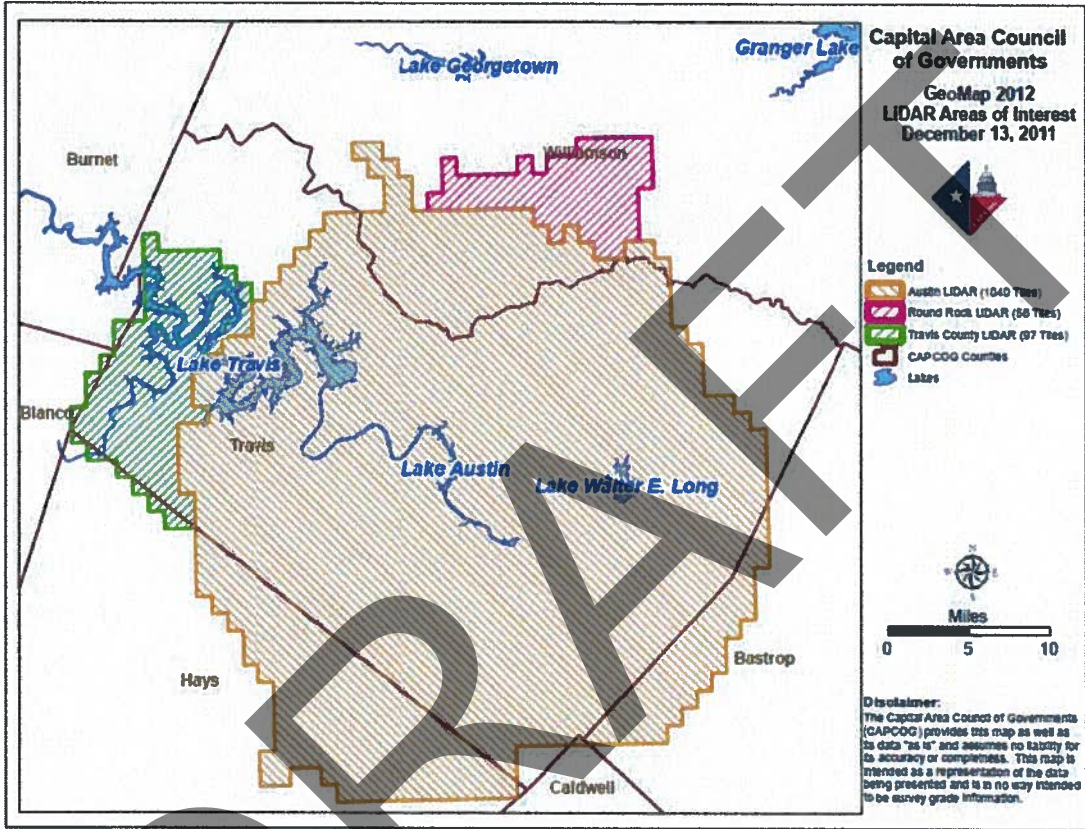 Capital Area Council
of Governments
GeoMap 2012
LiDAR Areas of Interest
December 13, 2011
Lake Georgetown
Granger Lake
Burnet
Williamson
Legend
Austin LiDAR (1040 Tiles)
Round Rock LiDAR (56 Tiles)
Travis County LiDAR (97 Tiles)
CAPCOG Counties
Lakes
Lake Travis
Blanco
Travis
Lake Austin
Lake Walter E. Long
N
W
E
S
Miles
0 5 10
Bastrop
Hays
Caldwell
Disclaimer:
The Capital Area Council of Governments
(CAPCOG) provides this map as well as
its data "as is" and assumes no liability for
its accuracy or completeness. This map is
intended as a representation of the data
being presented and is in no way intended
to be survey grade information.
DRAFT